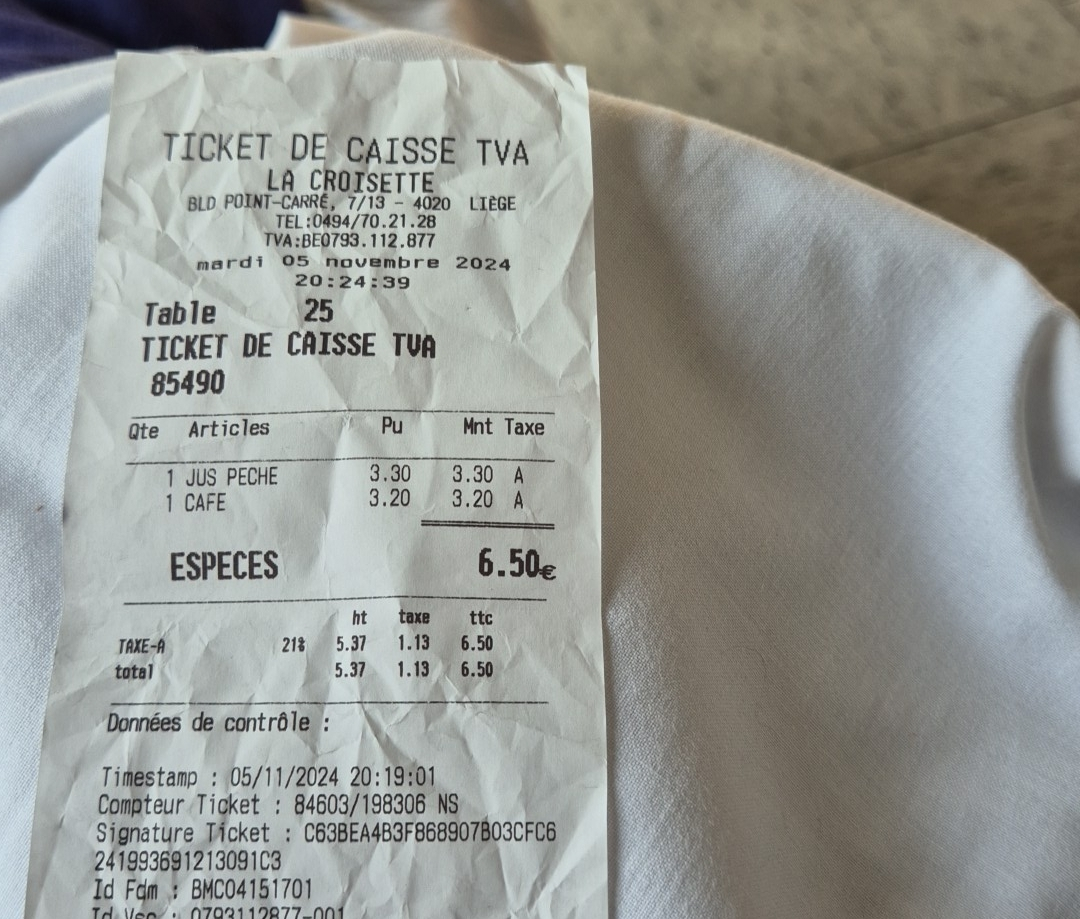 TICKET DE CAISSE TVA
LA CROISETTE
BLD POINT-CARRÉ, 7/13 - 4020 LIÈGE
TEL:0494/70.21.28
TVA:BE0793.112.877
mardi 05 novembre 2024
20:24:39
Table 25
TICKET DE CAISSE TVA
85490
Qte Articles Pu Mnt Taxe
1 JUS PECHE 3.30 3.30 A
1 CAFE 3.20 3.20 A
ESPECES 6.50€
ht taxe ttc
TAXE-A 21% 5.37 1.13 6.50
total 5.37 1.13 6.50
Données de contrôle :
Timestamp : 05/11/2024 20:19:01
Compteur Ticket : 84603/198306 NS
Signature Ticket : C63BEA4B3F868907B03CFC6
241993691213091C3
Id Fdm : BMC04151701
Id Vsc : 0793112877-001